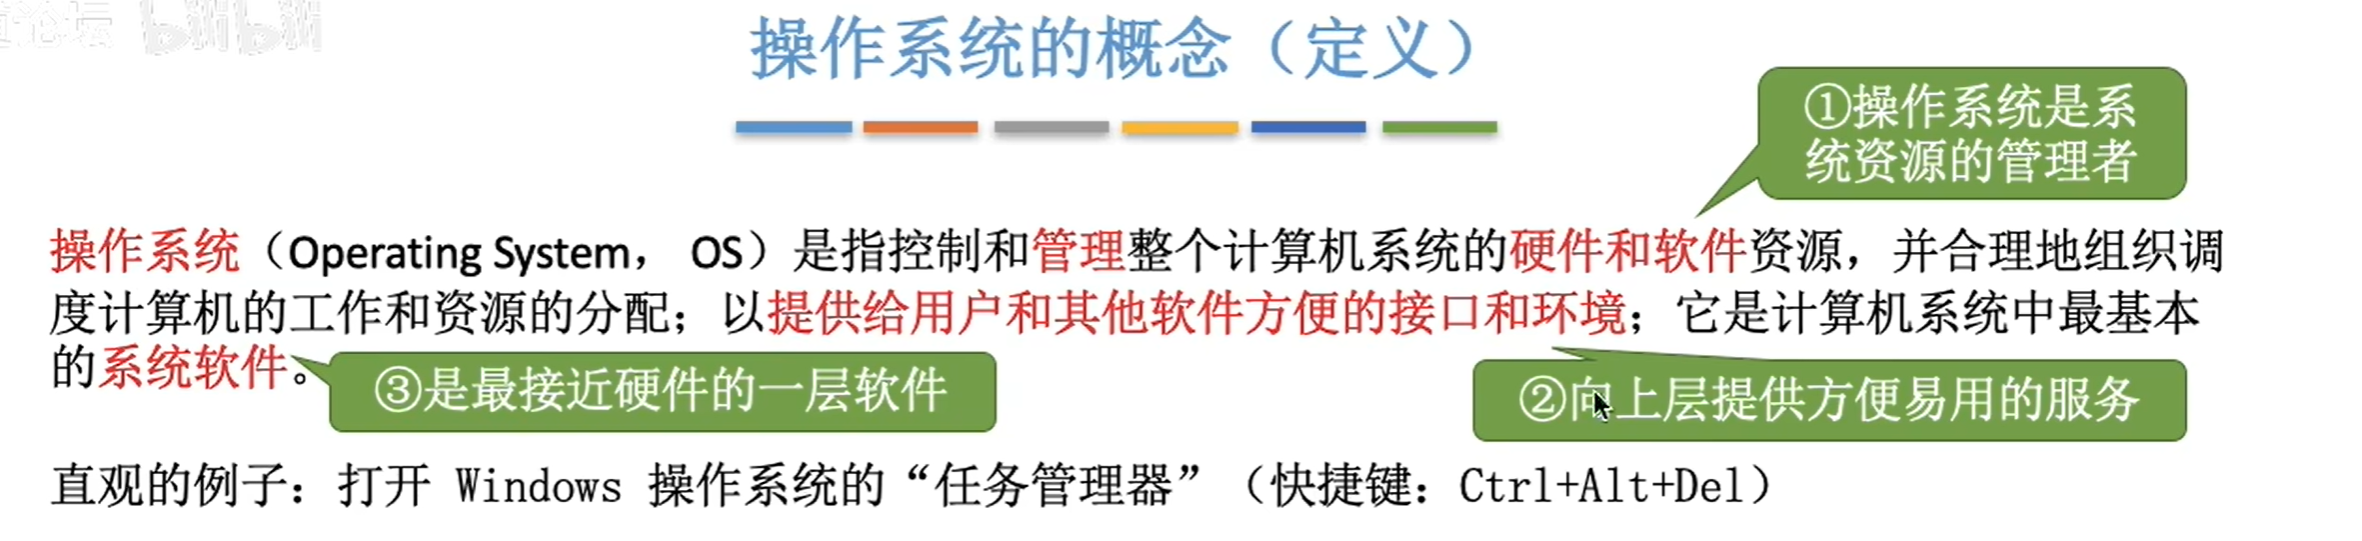 bilibili
操作系统的概念（定义）
①操作系统是系
统资源的管理者
操作系统（Operating System， OS）是指控制和管理整个计算机系统的硬件和软件资源，并合理地组织调
度计算机的工作和资源的分配；以提供给用户和其他软件方便的接口和环境；它是计算机系统中最基本
的系统软件。
③是最接近硬件的一层软件
②向上层提供方便易用的服务
直观的例子：打开 Windows 操作系统的“任务管理器”（快捷键：Ctrl+Alt+Del）